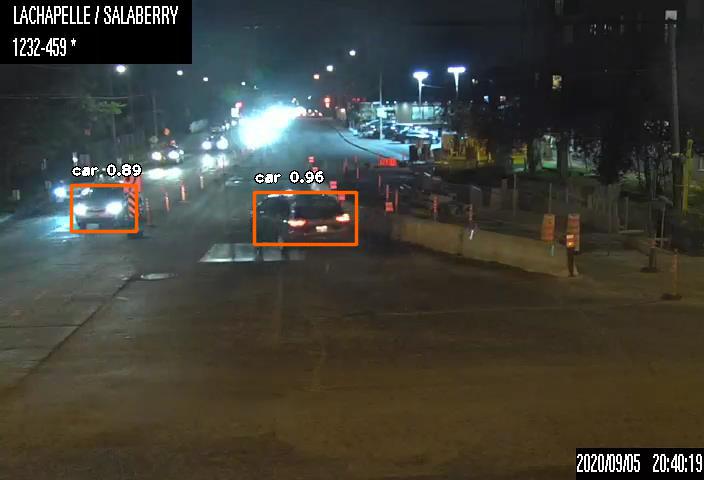 LACHAPELLE / SALABERRY
1232-459 *
car 0.89
car 0.96
2020/09/05 20:40:19